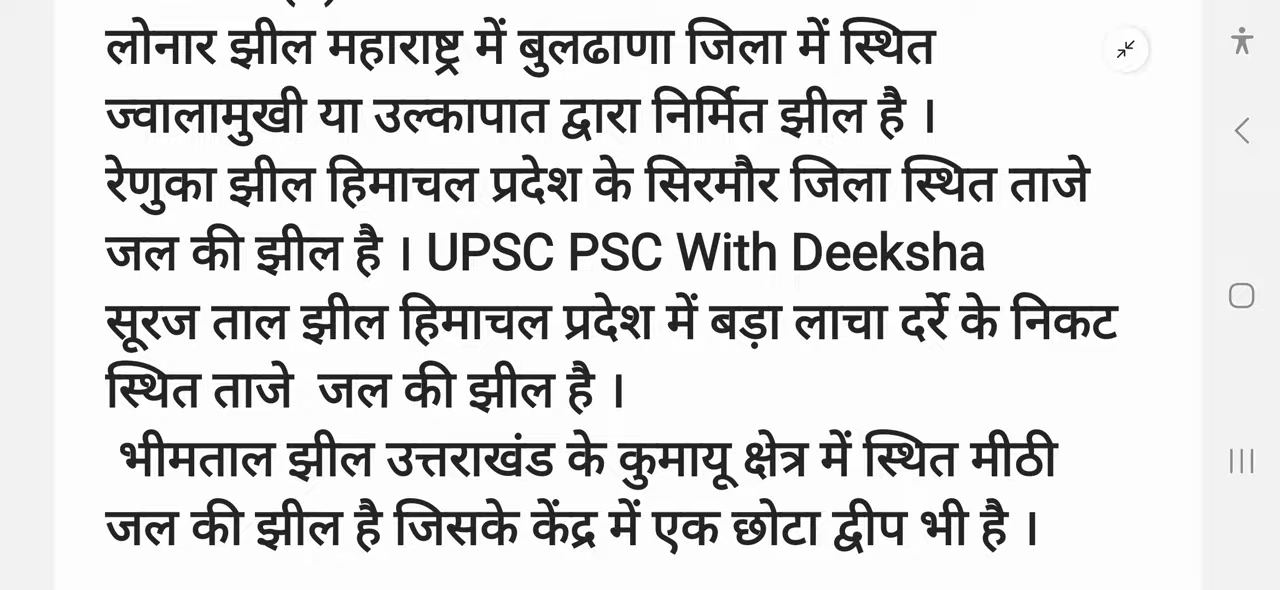 लोनार झील महाराष्ट्र में बुलढाणा जिला में स्थित
ज्वालामुखी या उल्कापात द्वारा निर्मित झील है ।
रेणुका झील हिमाचल प्रदेश के सिरमौर जिला स्थित ताजे
जल की झील है । UPSC PSC With Deeksha
सूरज ताल झील हिमाचल प्रदेश में बड़ा लाचा दर्रे के निकट
स्थित ताजे जल की झील है ।
भीमताल झील उत्तराखंड के कुमायू क्षेत्र में स्थित मीठी
जल की झील है जिसके केंद्र में एक छोटा द्वीप भी है ।